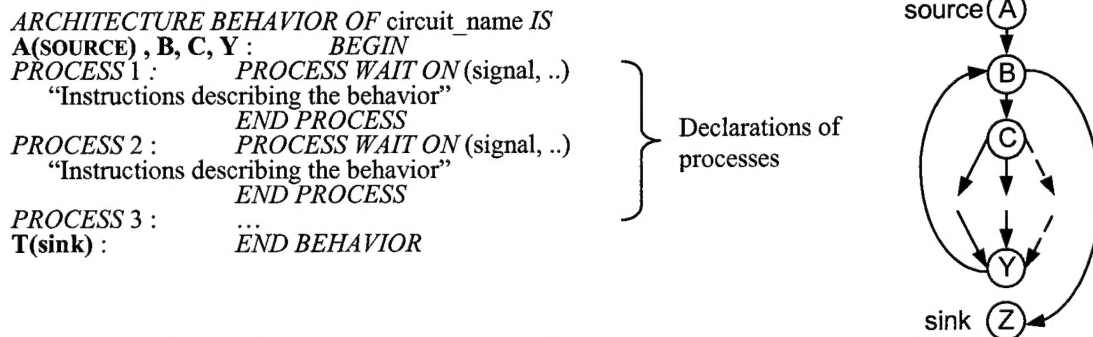 ARCHITECTURE BEHAVIOR OF circuit_name IS
A(SOURCE) , B, C, Y : BEGIN
PROCESS 1 : PROCESS WAIT ON (signal, ..)
“Instructions describing the behavior”
END PROCESS
PROCESS 2 : PROCESS WAIT ON (signal, ..)
“Instructions describing the behavior”
END PROCESS
PROCESS 3 : ...
T(sink) : END BEHAVIOR
Declarations of
processes
source A
B
C
Y
sink Z